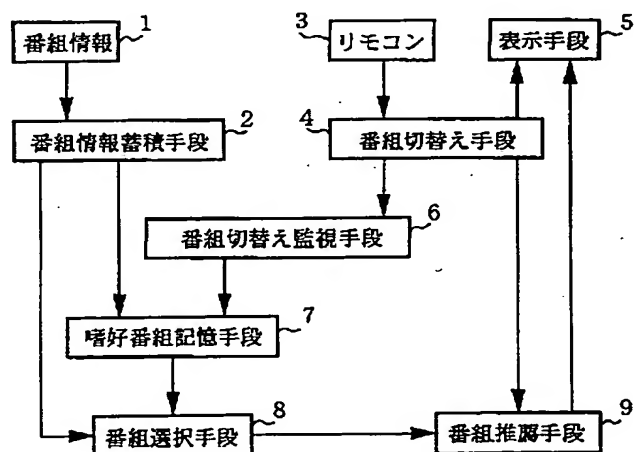 1
番組情報
3
リモコン
5
表示手段
2
番組情報蓄積手段
4
番組切替え手段
6
番組切替え監視手段
7
嗜好番組記憶手段
8
番組選択手段
9
番組推薦手段